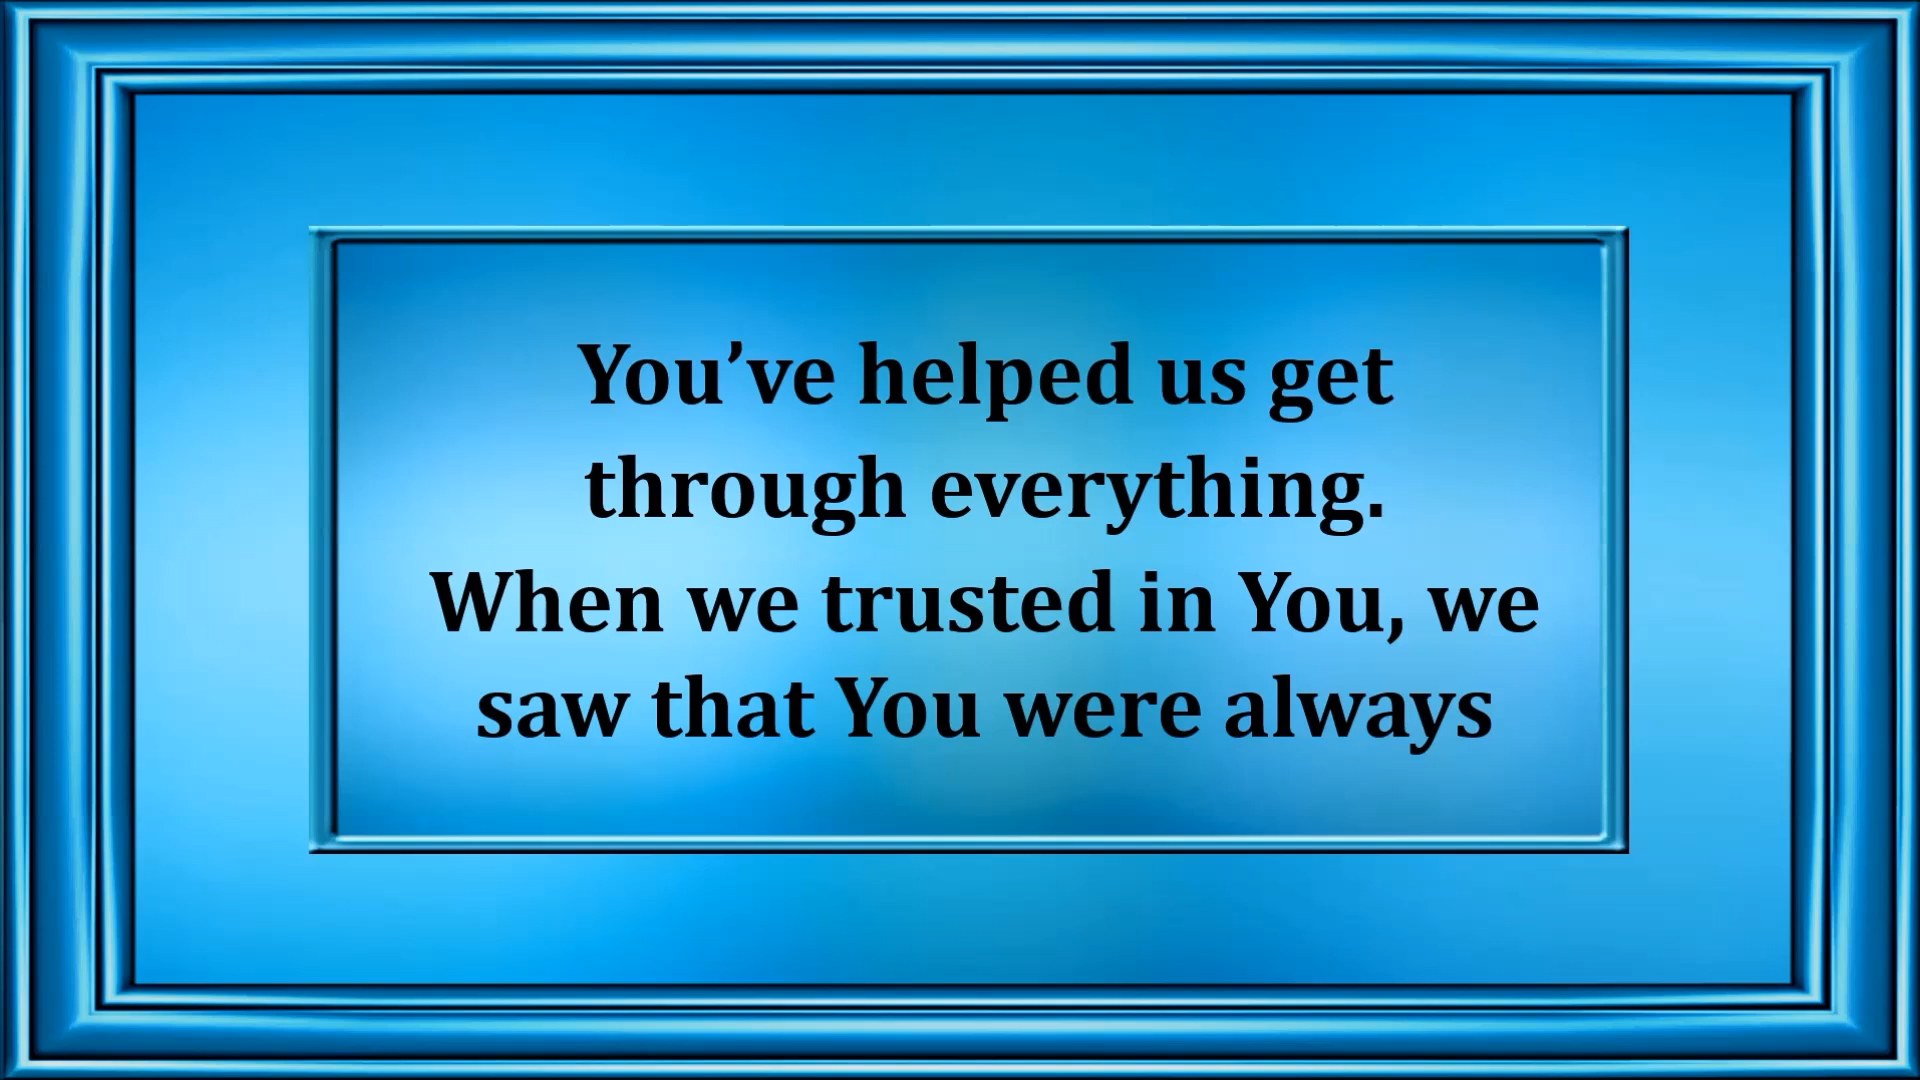 You’ve helped us get
through everything.
When we trusted in You, we
saw that You were always